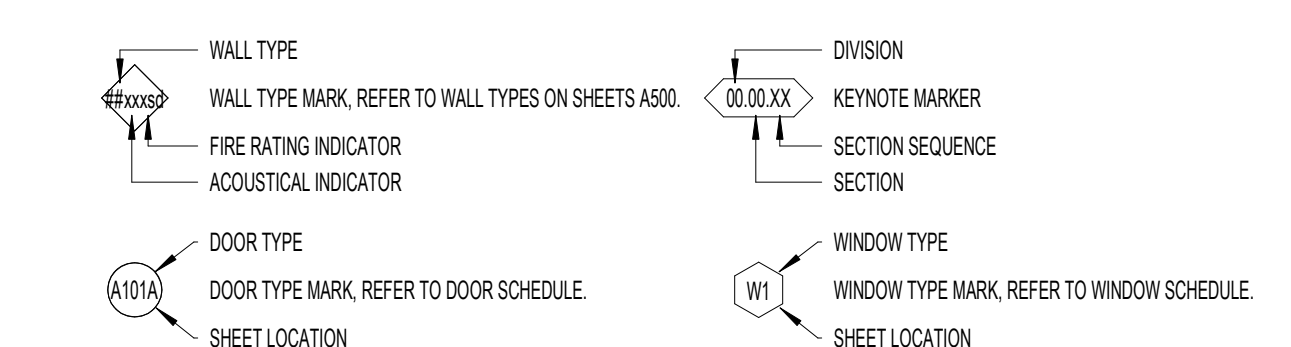 WALL TYPE
##xxxsd
WALL TYPE MARK, REFER TO WALL TYPES ON SHEETS A500.
FIRE RATING INDICATOR
ACOUSTICAL INDICATOR
DIVISION
00.00.XX
KEYNOTE MARKER
SECTION SEQUENCE
SECTION
DOOR TYPE
A101A
DOOR TYPE MARK, REFER TO DOOR SCHEDULE.
SHEET LOCATION
WINDOW TYPE
W1
WINDOW TYPE MARK, REFER TO WINDOW SCHEDULE.
SHEET LOCATION